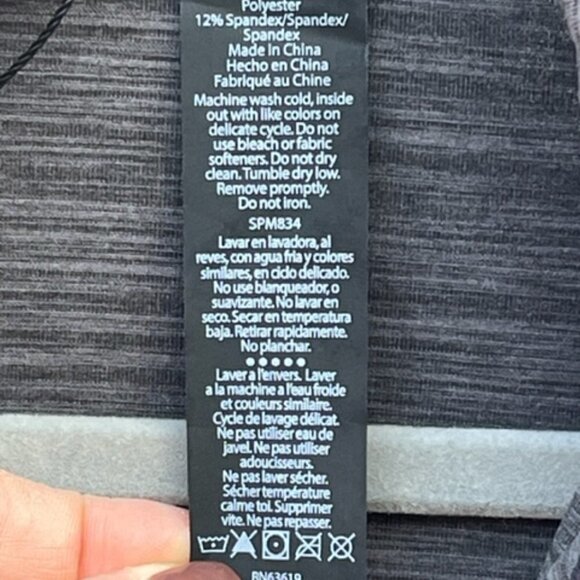 Polyester
12% Spandex/Spandex/
Spandex
Made in China
Hecho en China
Fabriqué au Chine
Machine wash cold, inside
out with like colors on
delicate cycle. Do not
use bleach or fabric
softeners. Do not dry
clean. Tumble dry low.
Remove promptly.
Do not iron.
SPM834
Lavar en lavadora, al
reves, con agua fria y colores
similares, en ciclo delicado.
No use blanqueador, o
suavizante. No lavar en
seco. Secar en temperatura
baja. Retirar rapidamente.
No planchar.
Laver a l'envers. Laver
a la machine a l'eau froide
et couleurs similaire.
Cycle de lavage délicat.
Ne pas utiliser eau de
javel. Ne pas utiliser
adoucisseurs.
Ne pas laver sécher.
Sécher température
calme tol. Supprimer
vite. Ne pas repasser.
RN63619